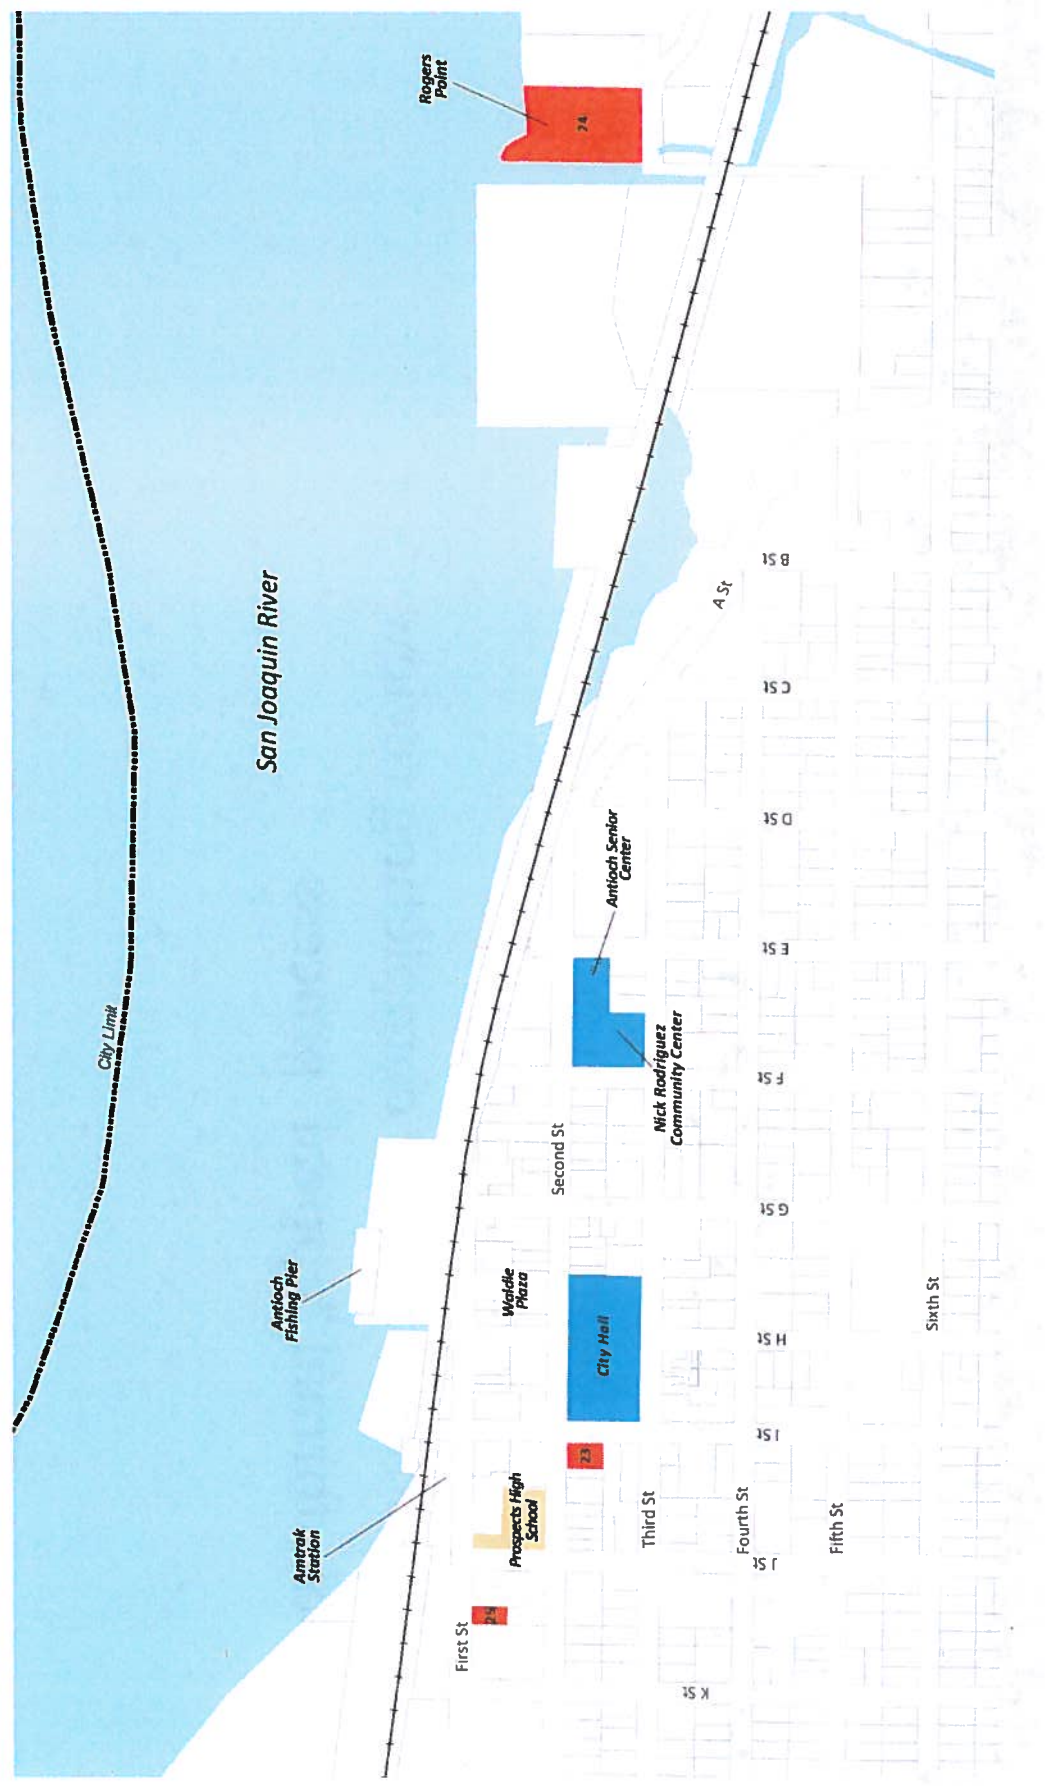 City Limit
San Joaquin River
Rogers
Point
24
Antioch
Fishing Pier
Amtrak
Station
First St
25
Prospects High
School
Waldie
Plaza
Second St
23
City Hall
Nick Rodriguez
Community Center
Antioch Senior
Center
Third St
Fourth St
Fifth St
Sixth St
K St
J St
I St
H St
G St
F St
E St
D St
C St
B St
A St